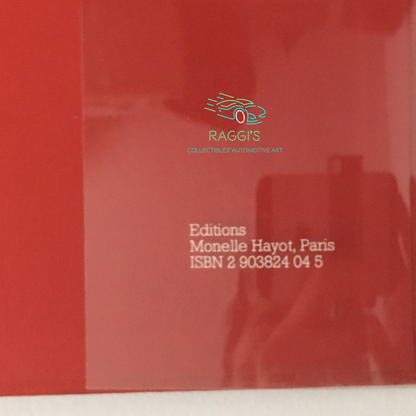 RAGGI'S
COLLECTIBLES AUTOMOTIVE ART
Editions
Monelle Hayot, Paris
ISBN 2 903824 04 5